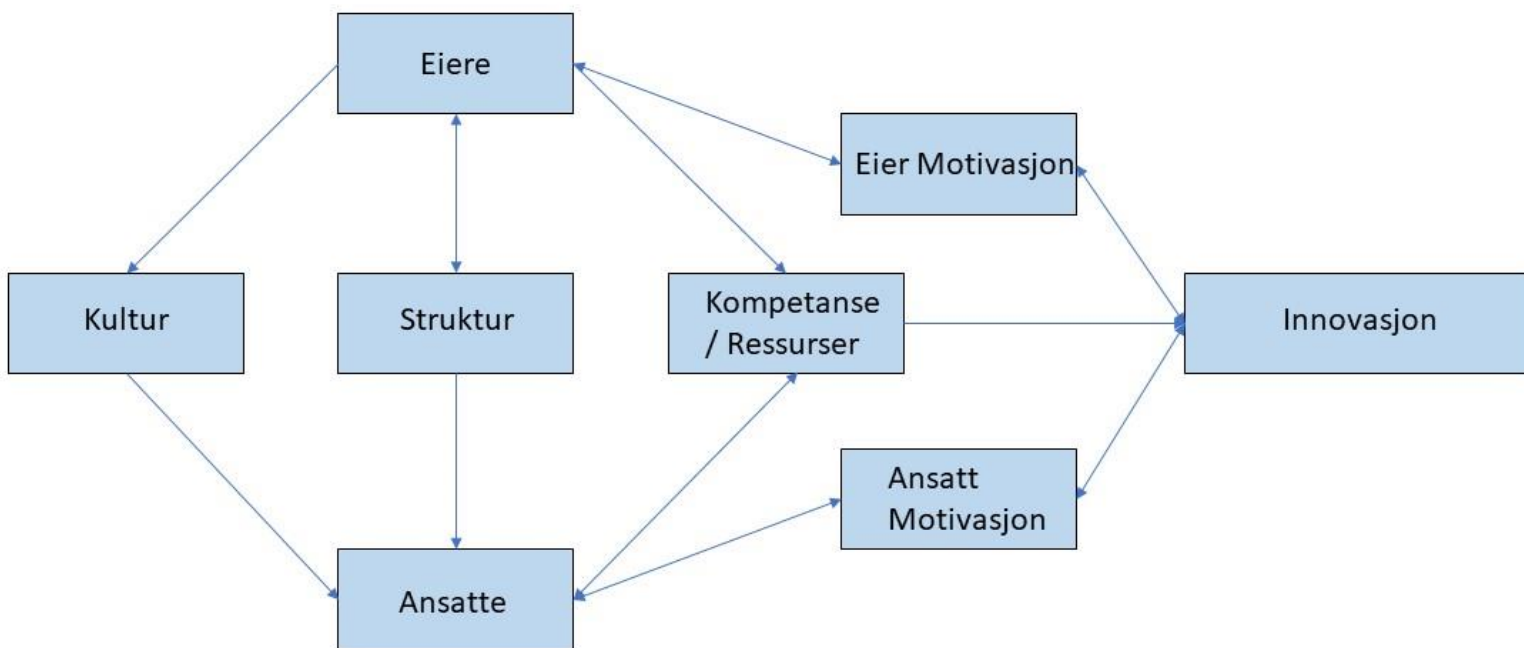 Eiere
Eier Motivasjon
Kultur
Struktur
Kompetanse
/ Ressurser
Innovasjon
Ansatt
Motivasjon
Ansatte